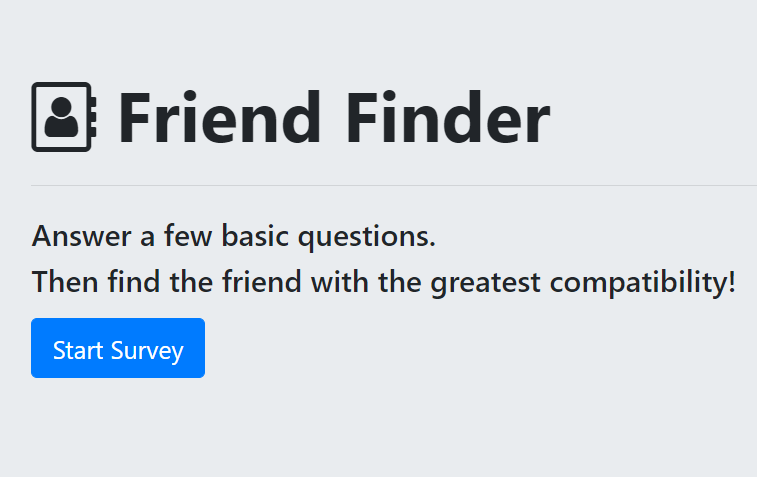 Friend Finder
Answer a few basic questions.
Then find the friend with the greatest compatibility!
Start Survey